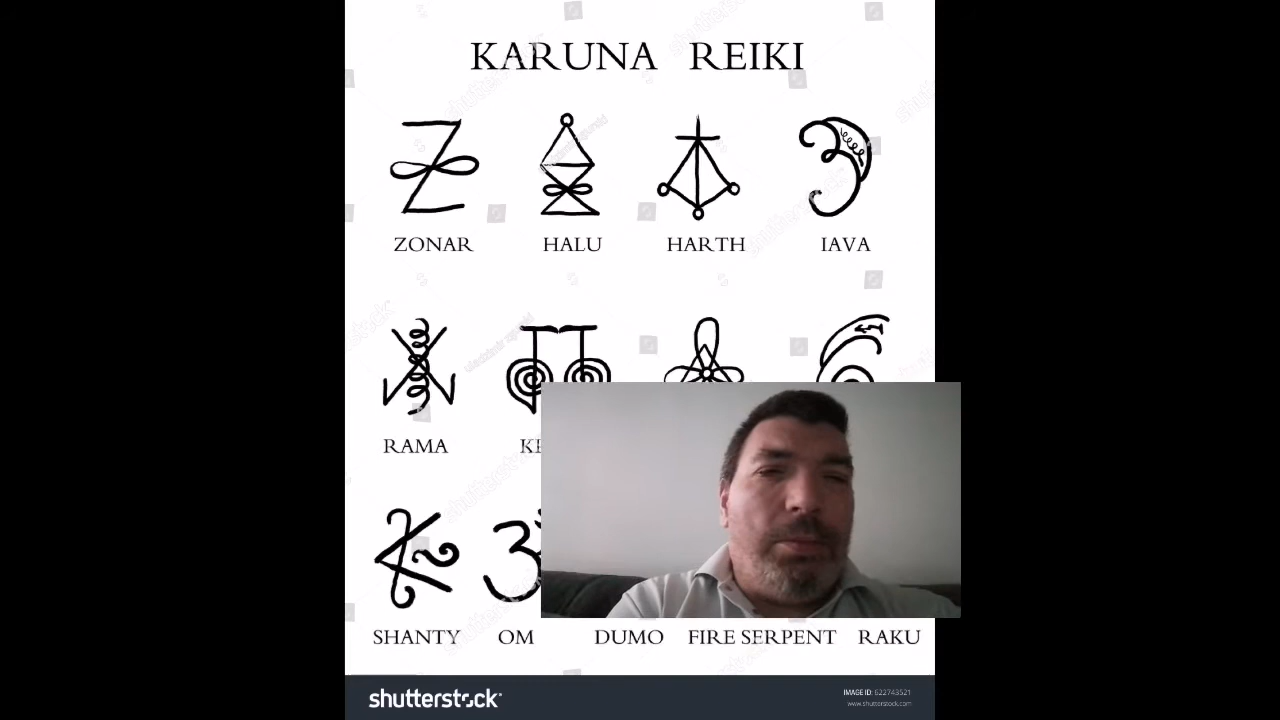 KARUNA REIKI
ZONAR HALU HARTH IAVA
RAMA
SHANTY OM DUMO FIRE SERPENT RAKU
shutterstock
IMAGE ID: 622743521
www.shutterstock.com